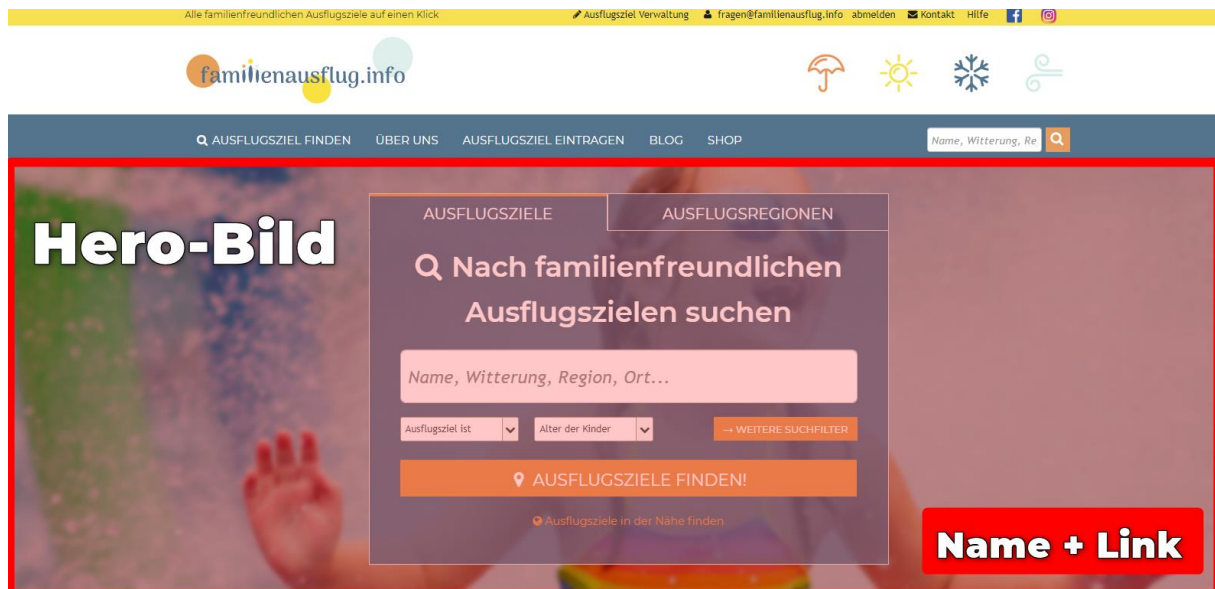 Alle familienfreundlichen Ausflugsziele auf einen Klick
Ausflugsziel Verwaltung fragen@familienausflug.info abmelden Kontakt Hilfe
familienausflug.info
AUSFLUGSZIEL FINDEN ÜBER UNS AUSFLUGSZIEL EINTRAGEN BLOG SHOP
Name, Witterung, Re
Hero-Bild
AUSFLUGSZIELE AUSFLUGSREGIONEN
Nach familienfreundlichen
Ausflugszielen suchen
Name, Witterung, Region, Ort...
Ausflugsziel ist Alter der Kinder → WEITERE SUCHFILTER
AUSFLUGSZIELE FINDEN!
Ausflugsziele in der Nähe finden
Name + Link